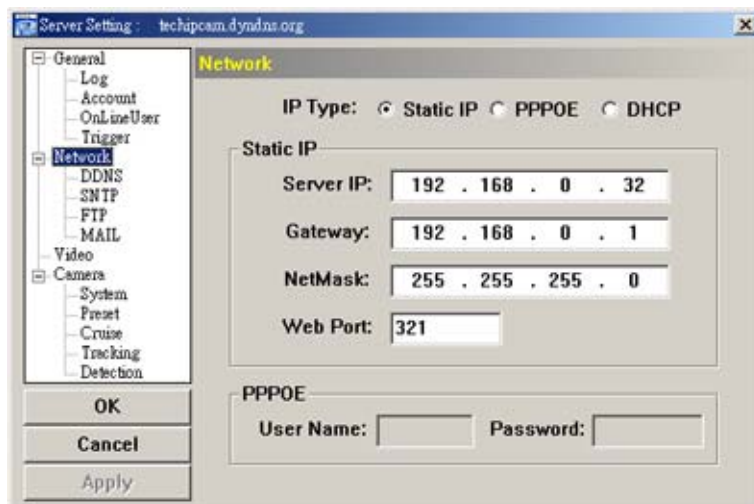 Server Setting : techipcam.dyndns.org
General
Log
Account
OnLineUser
Trigger
Network
DDNS
SNTP
FTP
MAIL
Video
Camera
System
Preset
Cruise
Tracking
Detection
OK
Cancel
Apply
Network
IP Type: Static IP PPPOE DHCP
Static IP
Server IP: 192 . 168 . 0 . 32
Gateway: 192 . 168 . 0 . 1
NetMask: 255 . 255 . 255 . 0
Web Port: 321
PPPOE
User Name: Password: